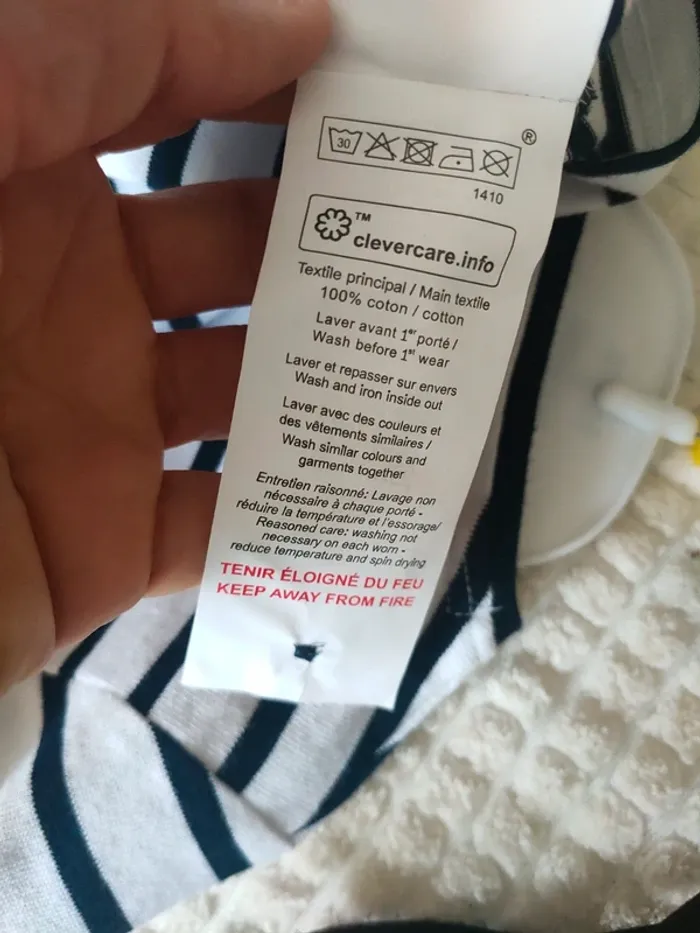 ®
30
1410
™
clevercare.info
Textile principal / Main textile
100% coton / cotton
Laver avant 1er porté /
Wash before 1st wear
Laver et repasser sur envers
Wash and iron inside out
Laver avec des couleurs et
des vêtements similaires /
Wash similar colours and
garments together
Entretien raisonné: Lavage non
nécessaire à chaque porté -
réduire la température et l'essorage/
Reasoned care: washing not
necessary on each worn -
reduce temperature and spin drying
TENIR ÉLOIGNÉ DU FEU
KEEP AWAY FROM FIRE